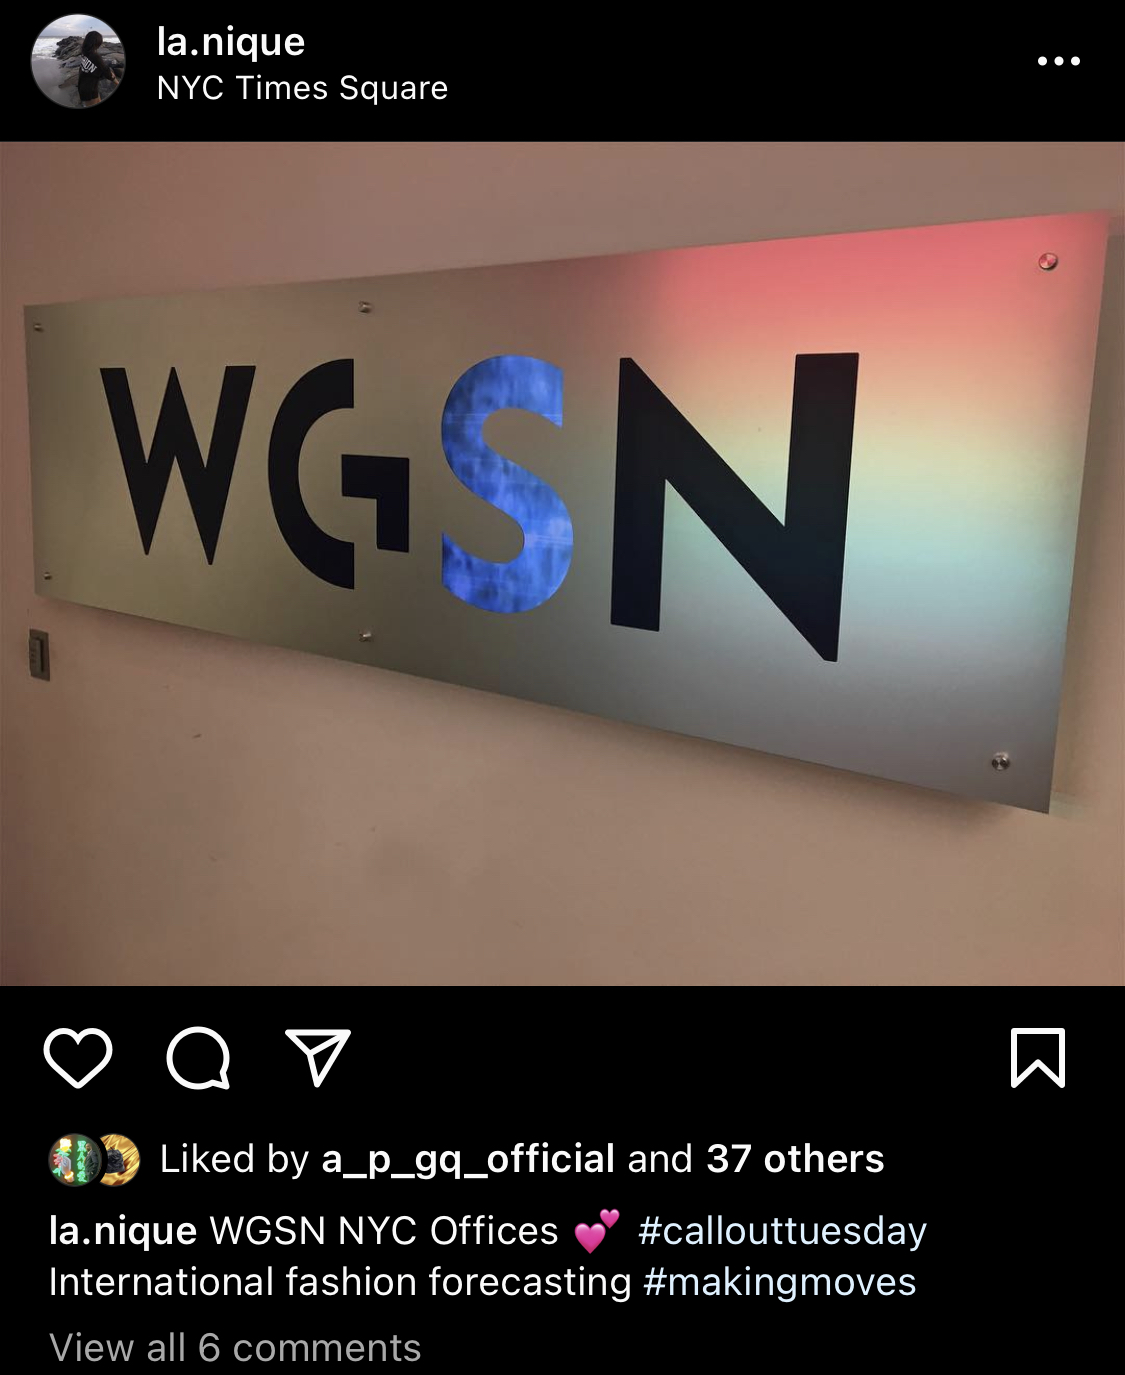 la.nique
NYC Times Square
WGSN
Liked by a_p_gq_official and 37 others
la.nique WGSN NYC Offices 💕 #callouttuesday
International fashion forecasting #makingmoves
View all 6 comments